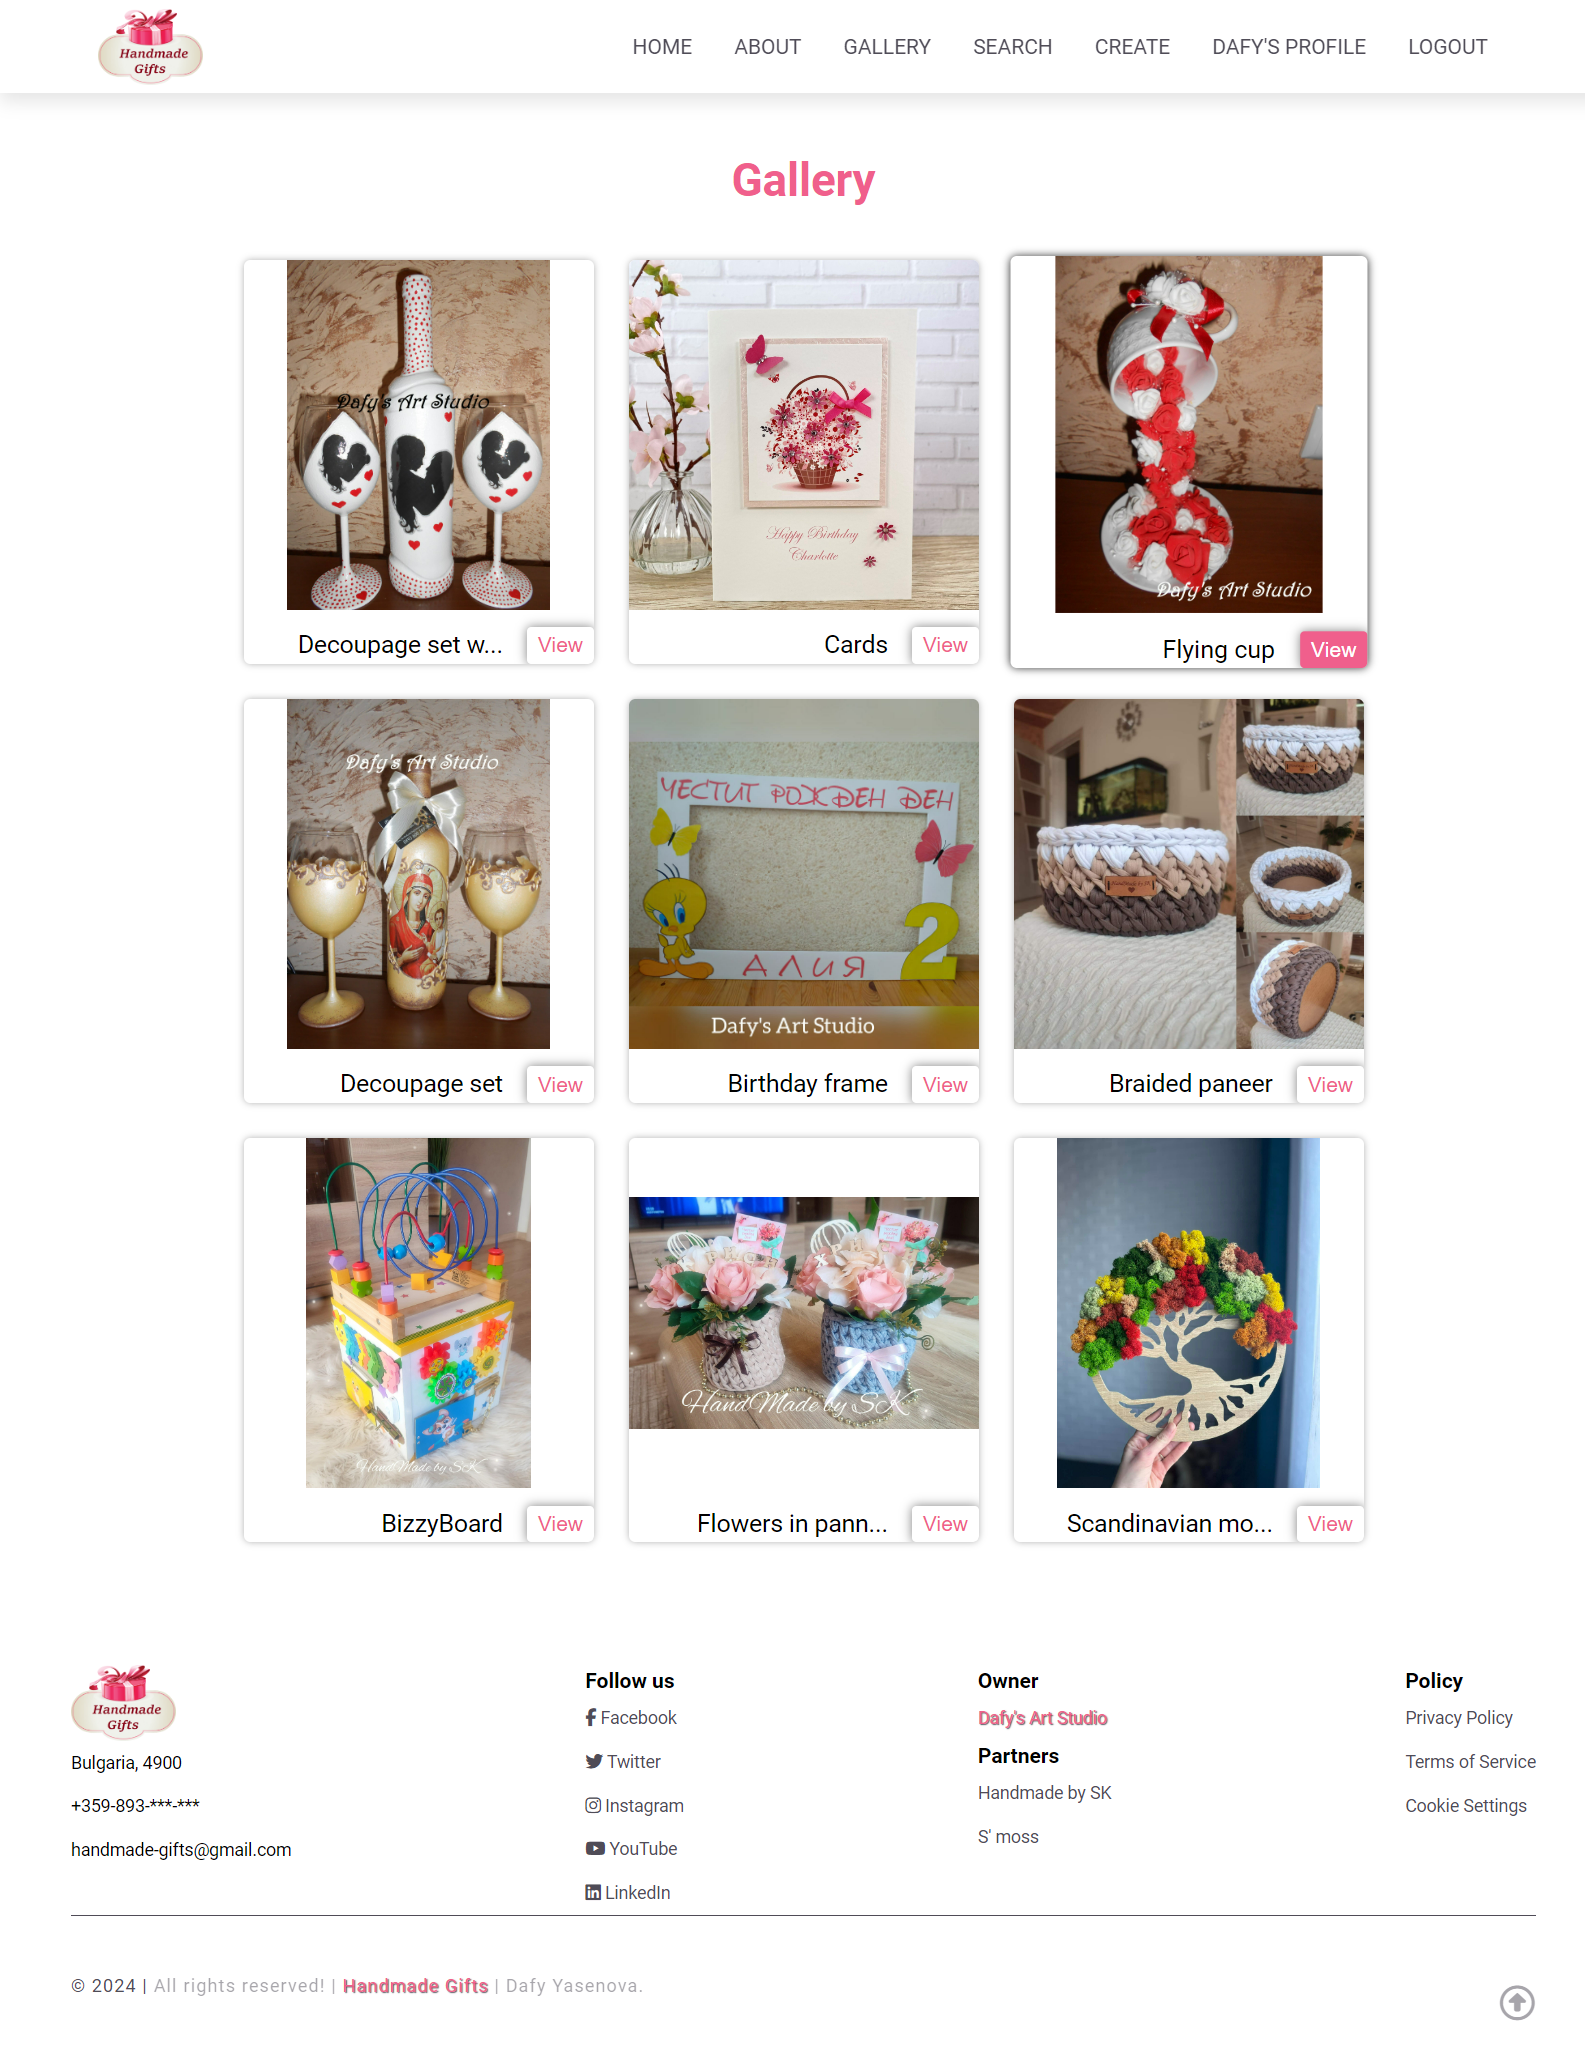 Handmade
Gifts
HOME ABOUT GALLERY SEARCH CREATE DAFY'S PROFILE LOGOUT
Gallery
Dafy's Art Studio
Decoupage set w... View
Happy Birthday
Charlotte
Cards View
Dafy's Art Studio
Flying cup View
Dafy's Art Studio
Decoupage set View
ЧЕСТИТ РОЖДЕН ДЕН
2
АЛИЯ
Dafy's Art Studio
Birthday frame View
Braided paneer View
HandMade by SK
BizzyBoard View
HandMade by SK
Flowers in pann... View
Scandinavian mo... View
Handmade
Gifts
Bulgaria, 4900
+359-893-***-***
handmade-gifts@gmail.com
Follow us
Facebook
Twitter
Instagram
YouTube
LinkedIn
Owner
Dafy's Art Studio
Partners
Handmade by SK
S' moss
Policy
Privacy Policy
Terms of Service
Cookie Settings
© 2024 | All rights reserved! | Handmade Gifts | Dafy Yasenova.